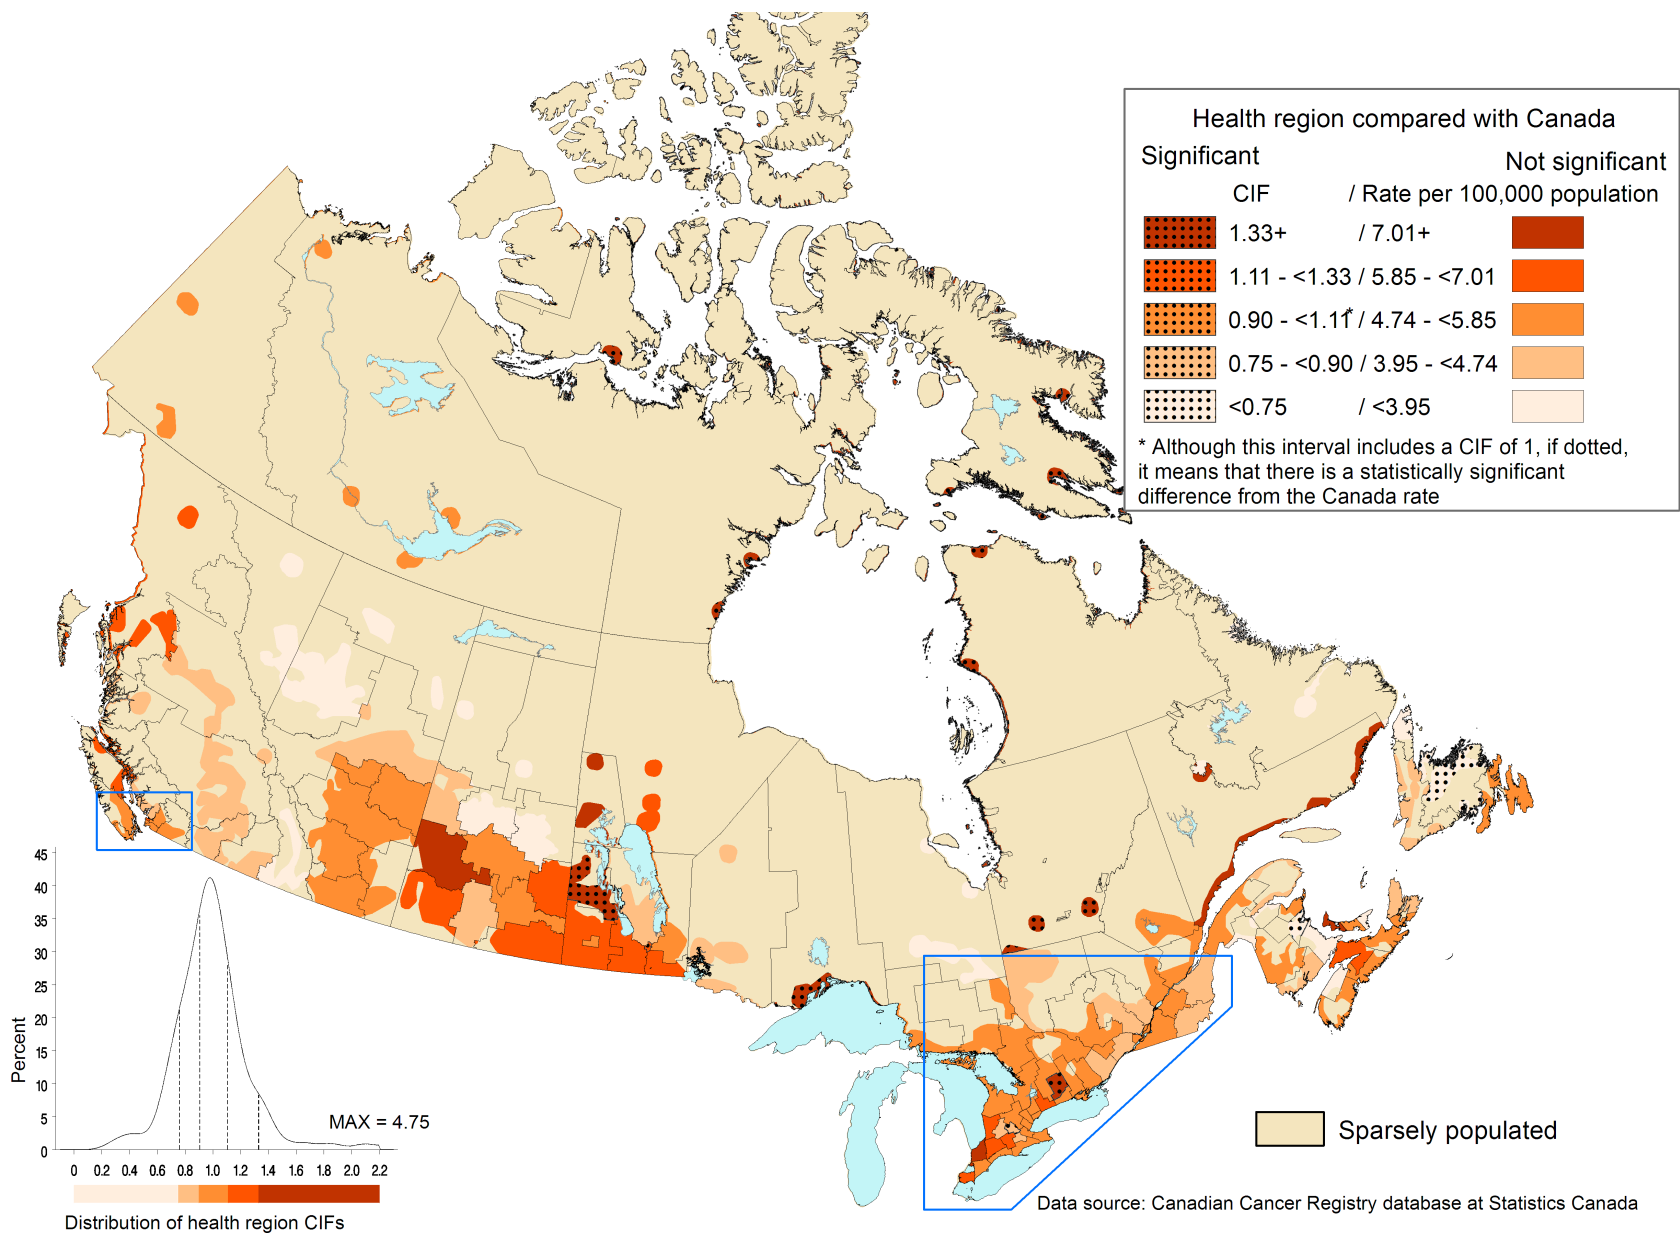 Health region compared with Canada
Significant
Not significant
CIF / Rate per 100,000 population
1.33+ / 7.01+
1.11 - <1.33 / 5.85 - <7.01
0.90 - <1.11* / 4.74 - <5.85
0.75 - <0.90 / 3.95 - <4.74
<0.75 / <3.95
* Although this interval includes a CIF of 1, if dotted,
it means that there is a statistically significant
difference from the Canada rate
45
40
35
30
25
20
15
10
5
0
Percent
MAX = 4.75
0 0.2 0.4 0.6 0.8 1.0 1.2 1.4 1.6 1.8 2.0 2.2
Distribution of health region CIFs
Sparsely populated
Data source: Canadian Cancer Registry database at Statistics Canada